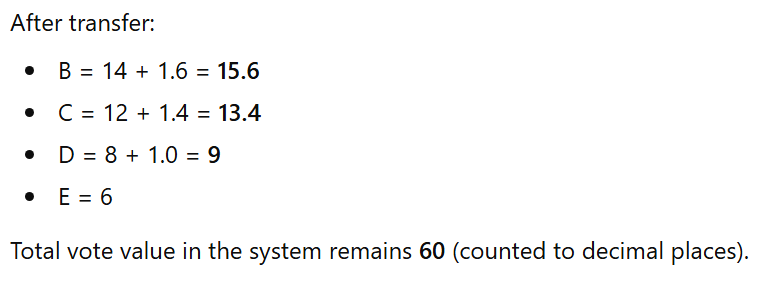 After transfer:
• B = 14 + 1.6 = 15.6
• C = 12 + 1.4 = 13.4
• D = 8 + 1.0 = 9
• E = 6
Total vote value in the system remains 60 (counted to decimal places).